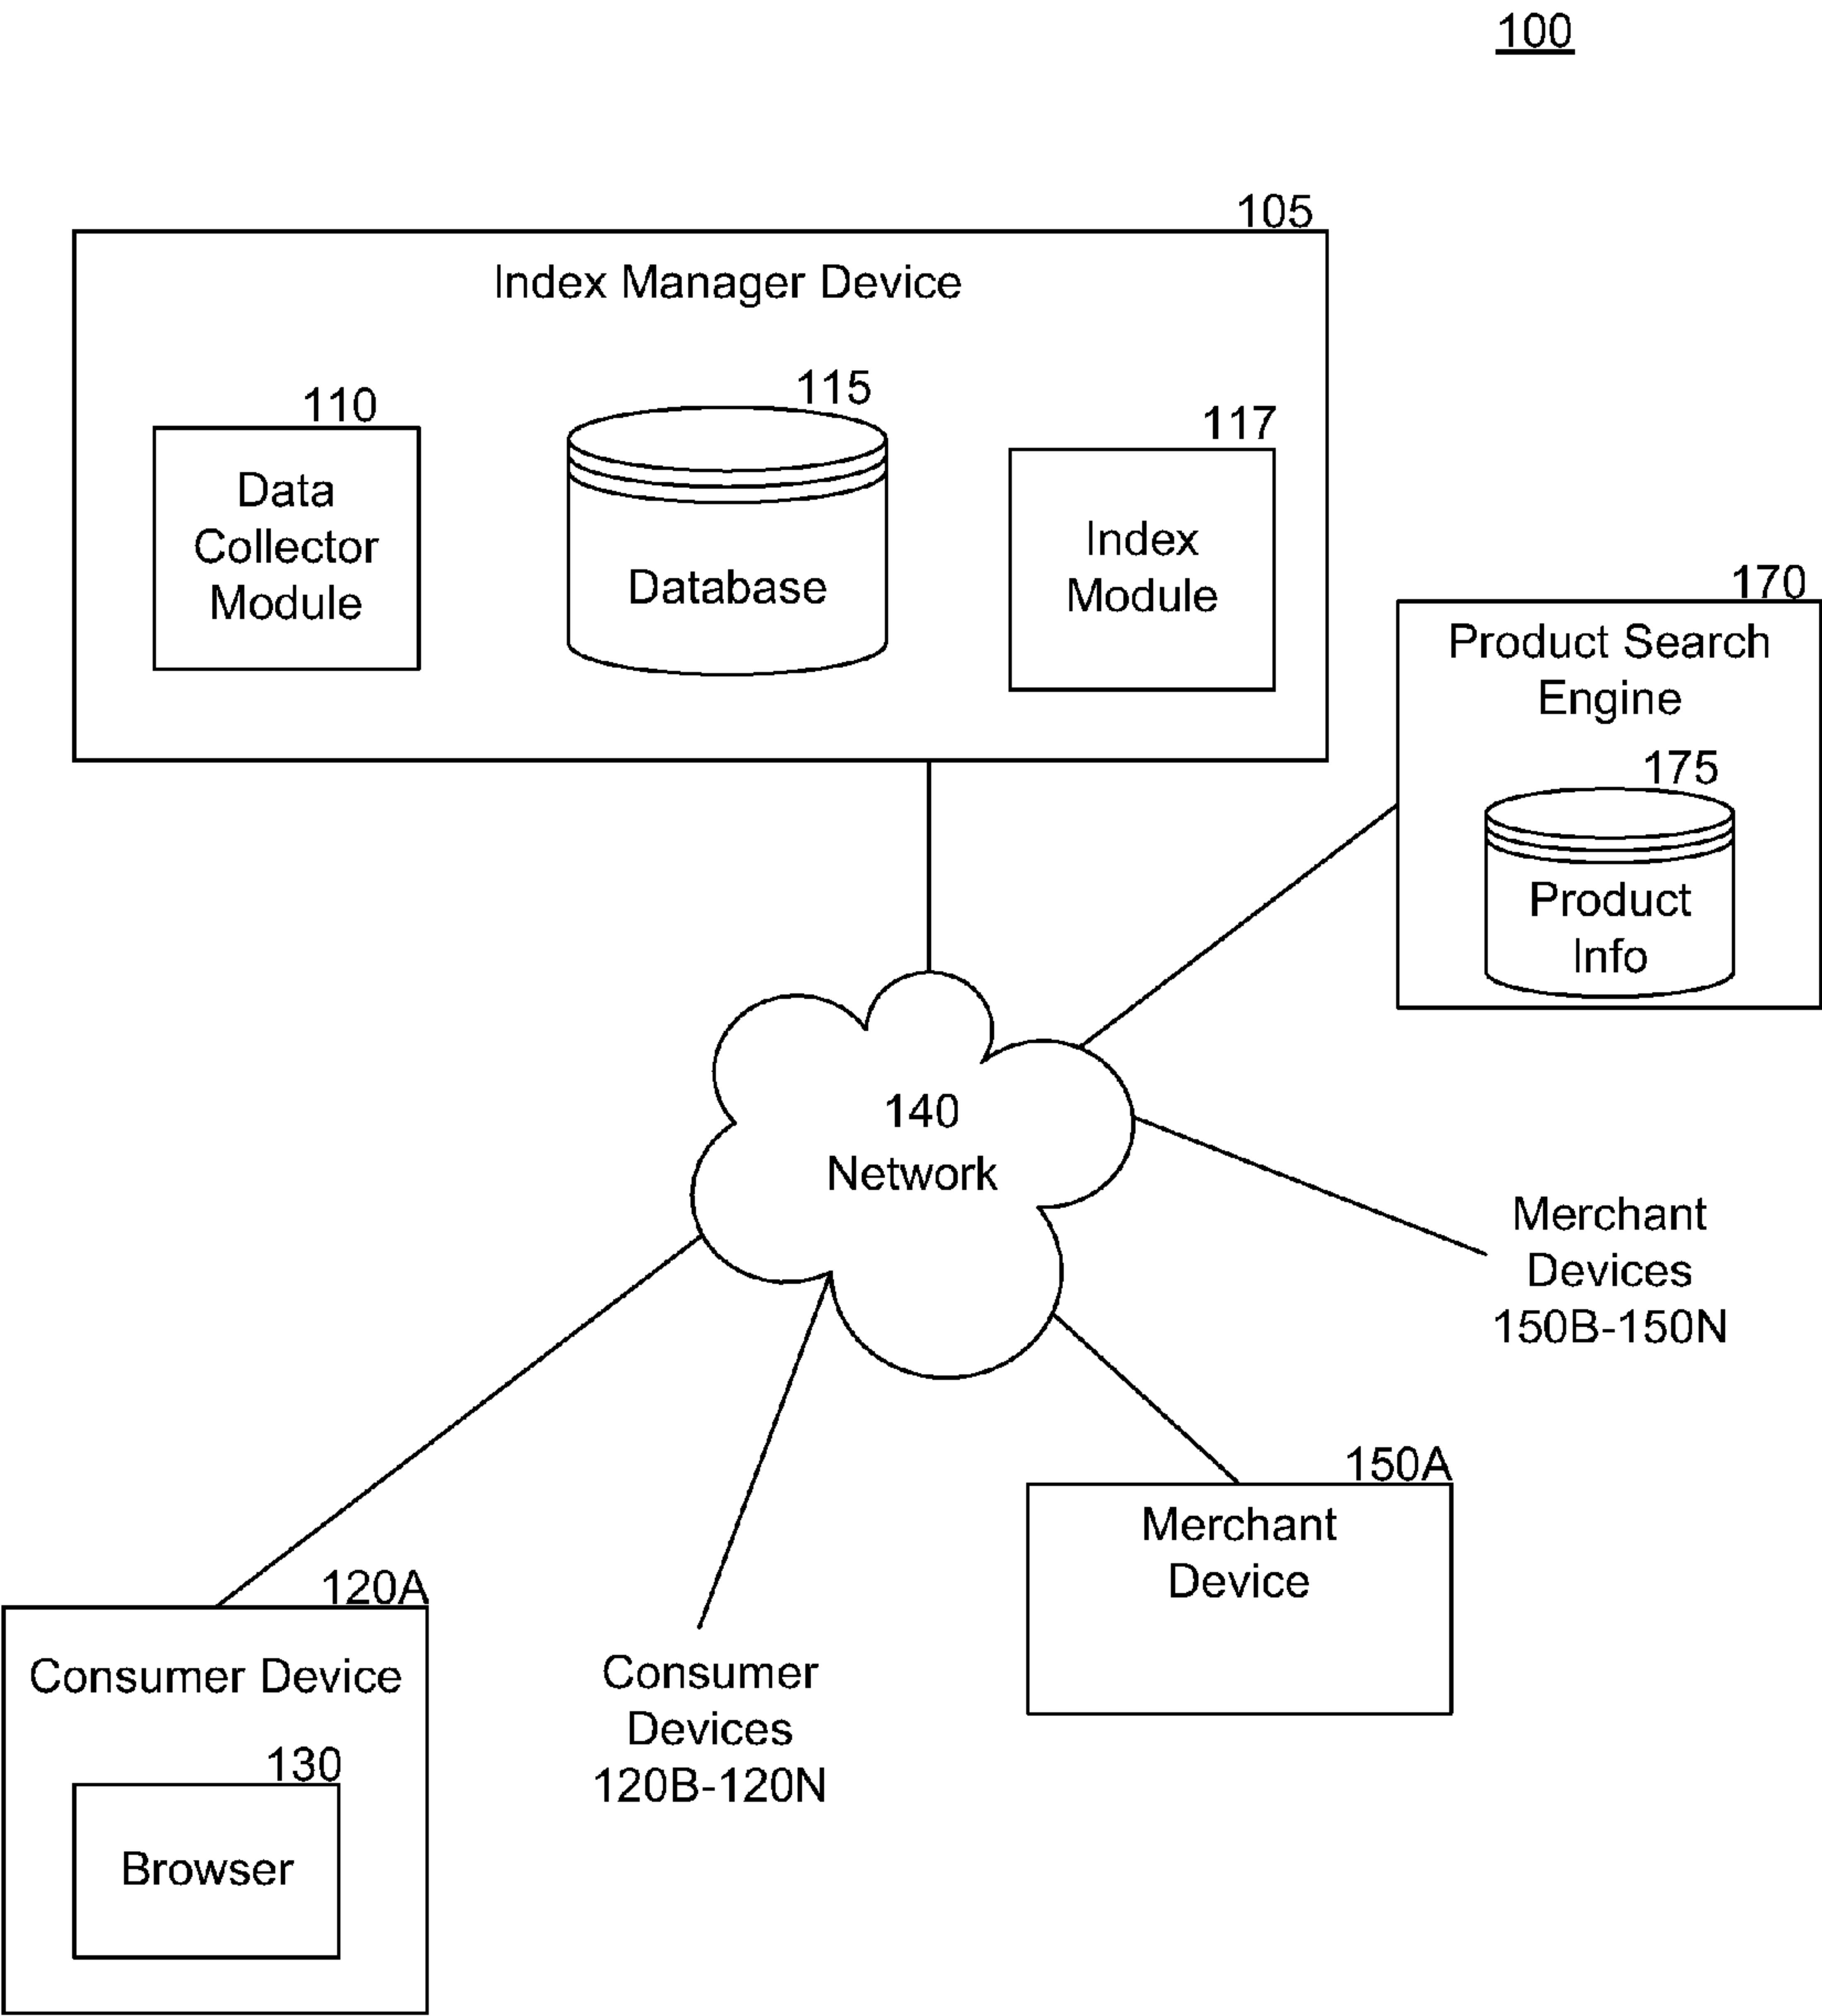 100
105
Index Manager Device
110
Data
Collector
Module
115
Database
117
Index
Module
170
Product Search
Engine
175
Product
Info
140
Network
Merchant
Devices
150B-150N
150A
Merchant
Device
120A
Consumer Device
130
Browser
Consumer
Devices
120B-120N